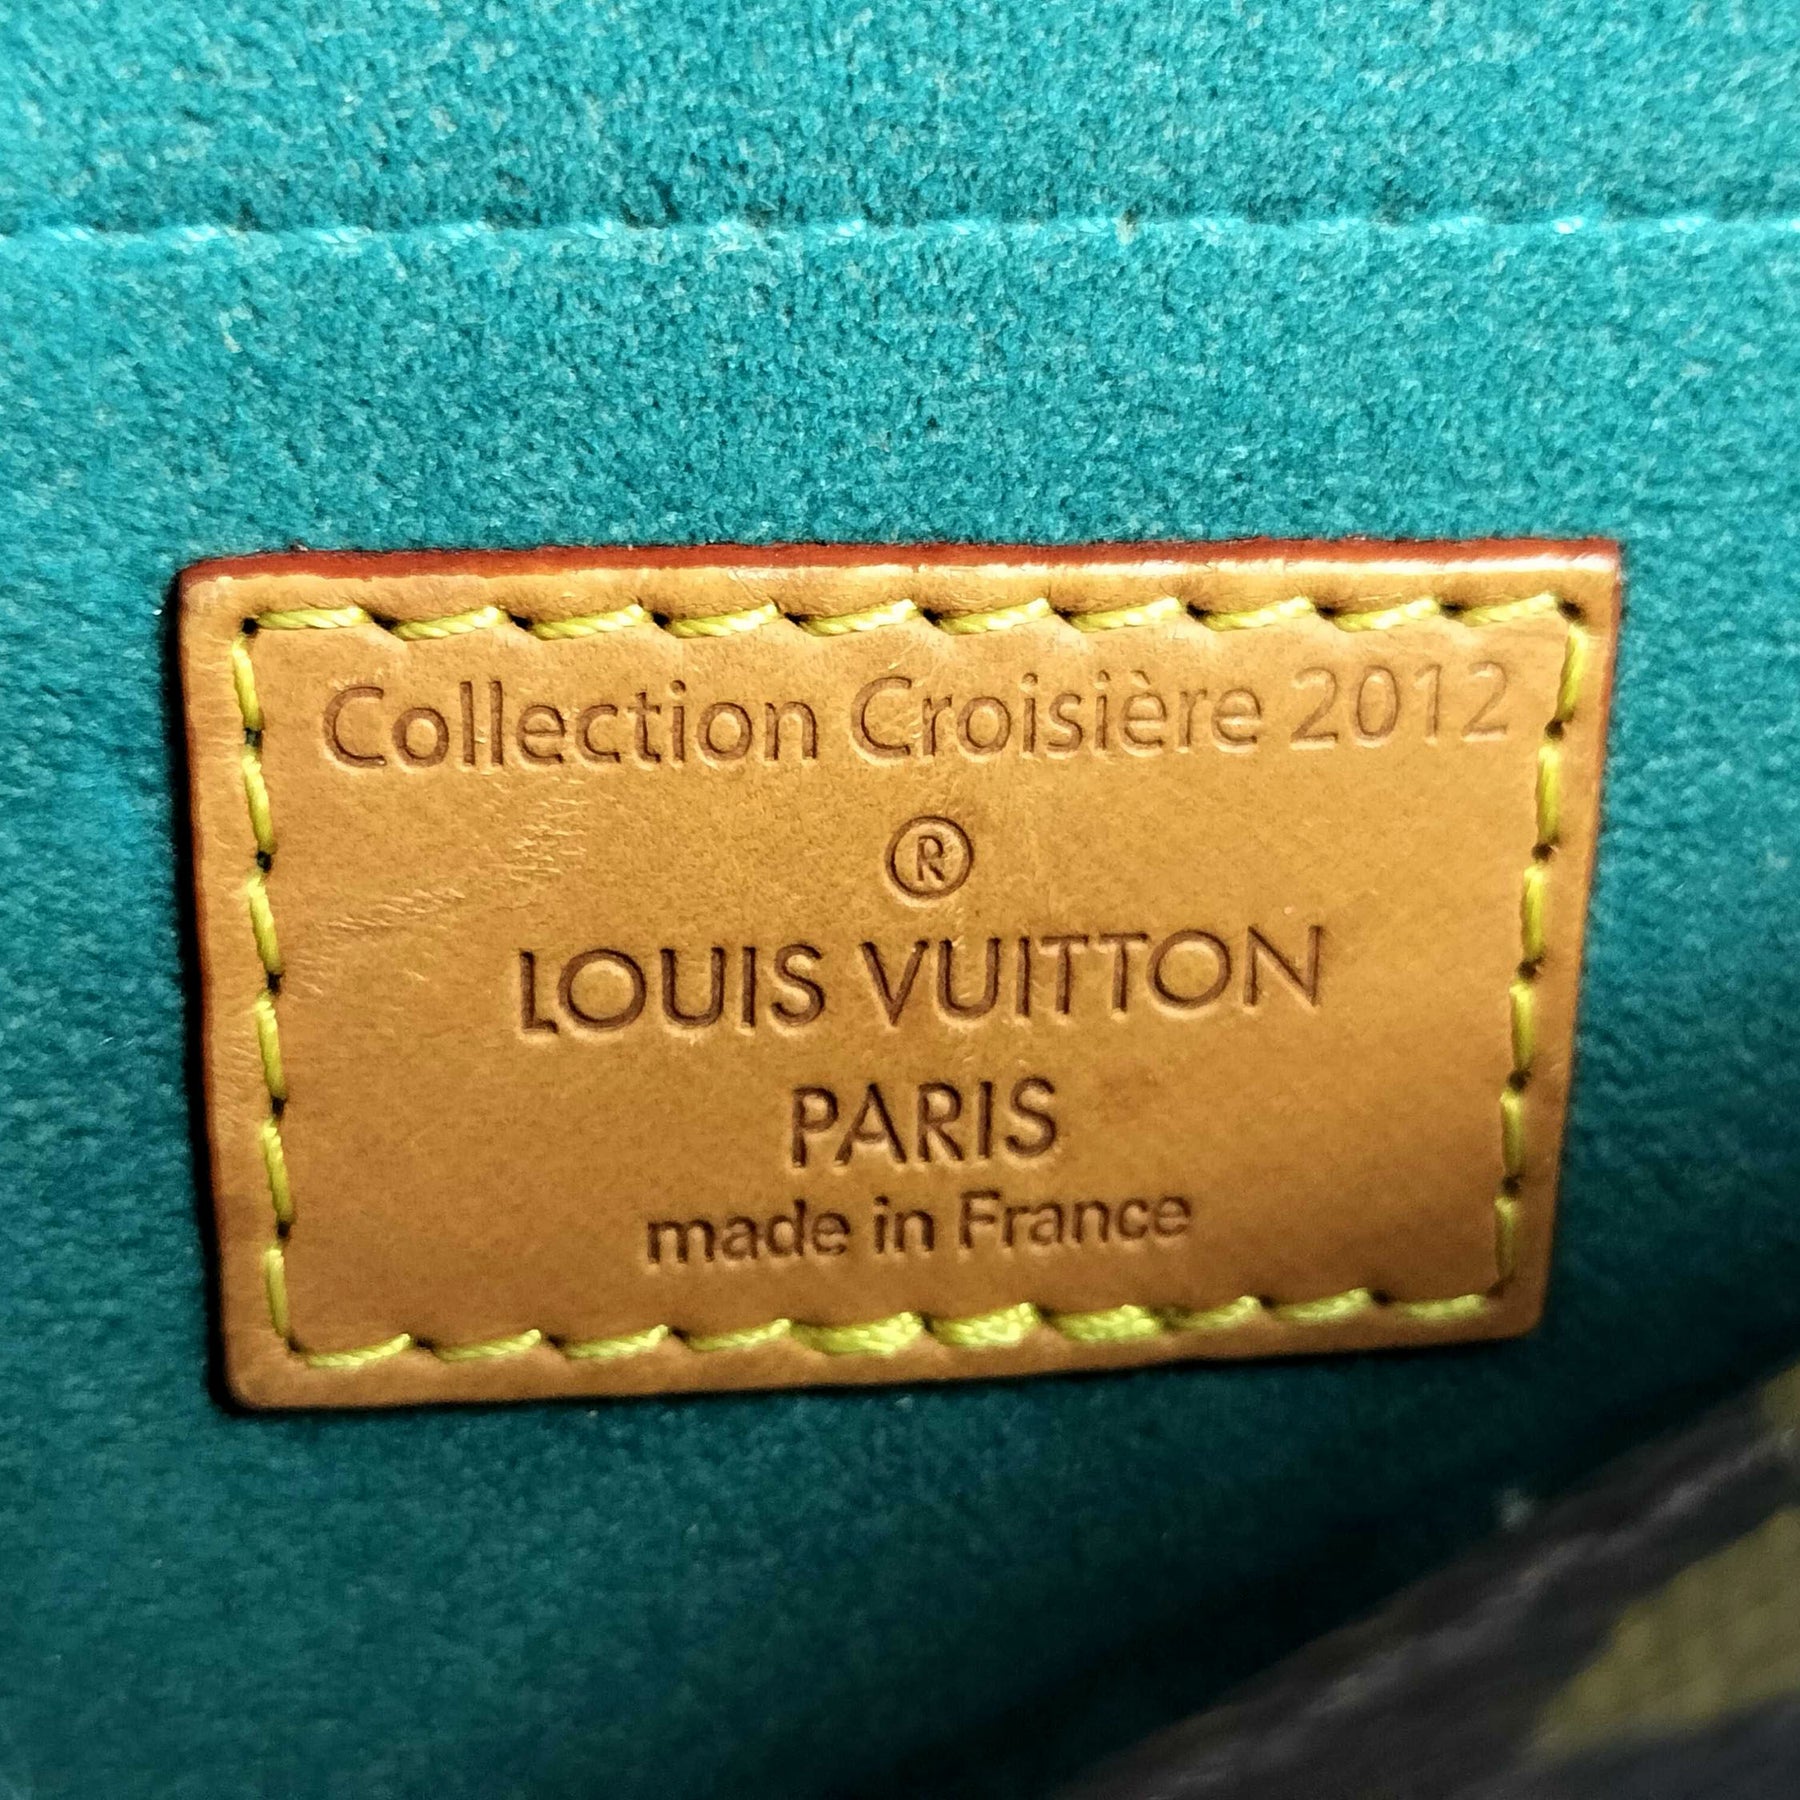 Collection Croisière 2012
®
LOUIS VUITTON
PARIS
made in France